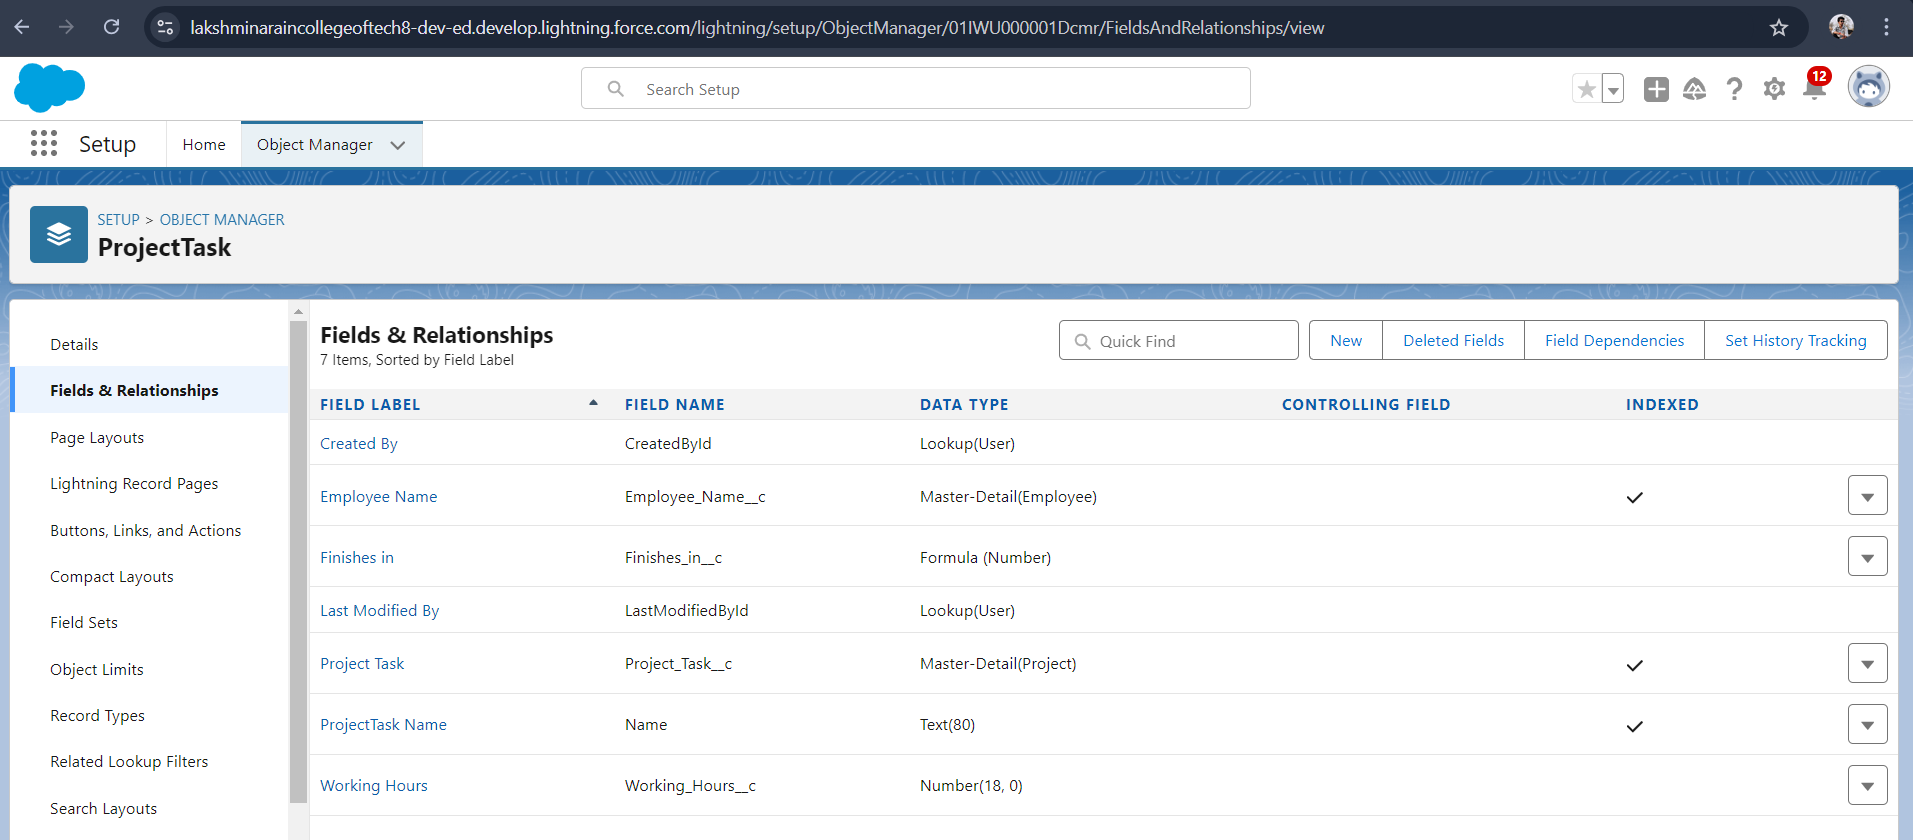 lakshminaraincollegeoftech8-dev-ed.develop.lightning.force.com/lightning/setup/ObjectManager/01IWU000001Dcmr/FieldsAndRelationships/view
Search Setup
12
Setup
Home
Object Manager
SETUP > OBJECT MANAGER
ProjectTask
Details
Fields & Relationships
Page Layouts
Lightning Record Pages
Buttons, Links, and Actions
Compact Layouts
Field Sets
Object Limits
Record Types
Related Lookup Filters
Search Layouts
Fields & Relationships
7 Items, Sorted by Field Label
Quick Find
New
Deleted Fields
Field Dependencies
Set History Tracking
FIELD LABEL FIELD NAME DATA TYPE CONTROLLING FIELD INDEXED
Created By CreatedById Lookup(User)
Employee Name Employee_Name__c Master-Detail(Employee)
Finishes in Finishes_in__c Formula (Number)
Last Modified By LastModifiedById Lookup(User)
Project Task Project_Task__c Master-Detail(Project)
ProjectTask Name Name Text(80)
Working Hours Working_Hours__c Number(18, 0)